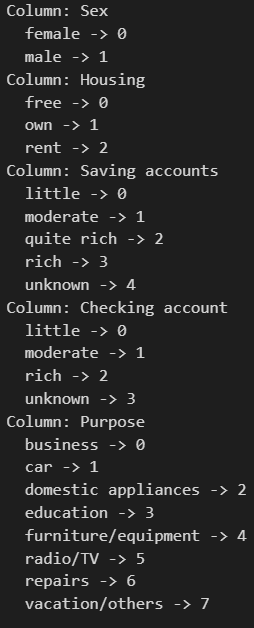 Column: Sex
  female -> 0
  male -> 1
Column: Housing
  free -> 0
  own -> 1
  rent -> 2
Column: Saving accounts
  little -> 0
  moderate -> 1
  quite rich -> 2
  rich -> 3
  unknown -> 4
Column: Checking account
  little -> 0
  moderate -> 1
  rich -> 2
  unknown -> 3
Column: Purpose
  business -> 0
  car -> 1
  domestic appliances -> 2
  education -> 3
  furniture/equipment -> 4
  radio/TV -> 5
  repairs -> 6
  vacation/others -> 7